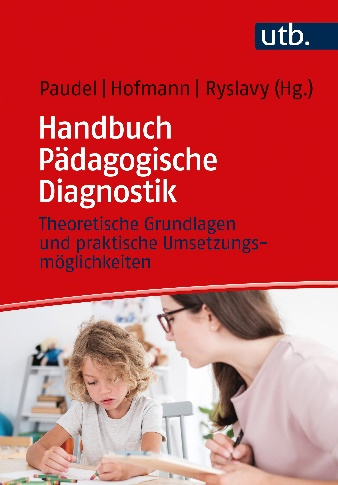 utb.
Paudel | Hofmann | Ryslavy (Hg.)
Handbuch
Pädagogische
Diagnostik
Theoretische Grundlagen
und praktische Umsetzungs-
möglichkeiten